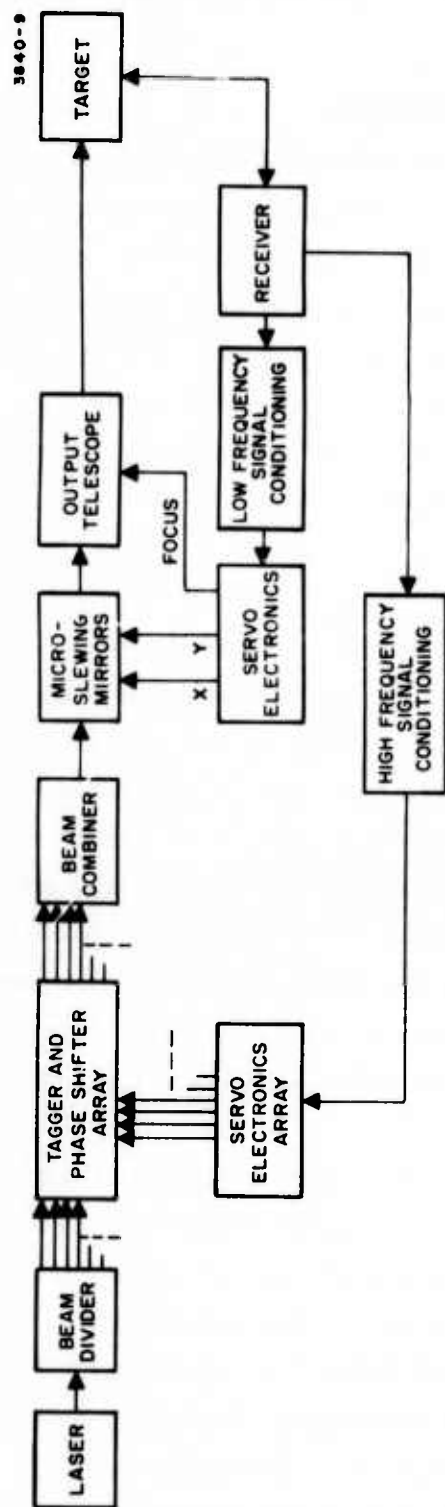 3840-9
LASER
BEAM
DIVIDER
TAGGER AND
PHASE SHIFTER
ARRAY
BEAM
COMBINER
MICRO-
SLEWING
MIRRORS
OUTPUT
TELESCOPE
TARGET
X
Y
FOCUS
SERVO
ELECTRONICS
ARRAY
SERVO
ELECTRONICS
LOW FREQUENCY
SIGNAL
CONDITIONING
RECEIVER
HIGH FREQUENCY
SIGNAL
CONDITIONING